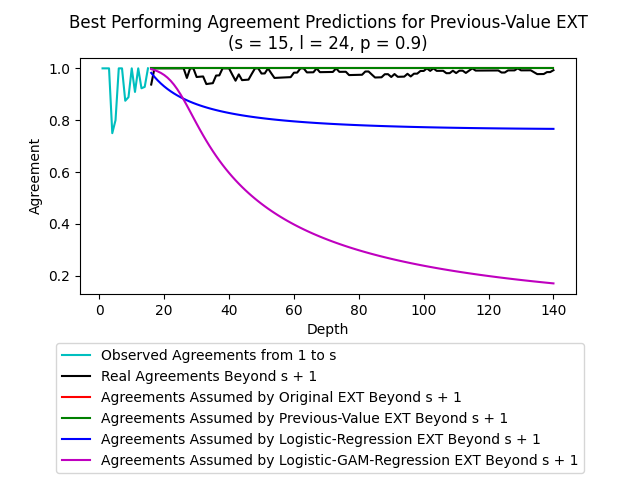 Best Performing Agreement Predictions for Previous-Value EXT
(s = 15, l = 24, p = 0.9)
1.0
0.8
0.6
0.4
0.2
Agreement
0 20 40 60 80 100 120 140
Depth
Observed Agreements from 1 to s
Real Agreements Beyond s + 1
Agreements Assumed by Original EXT Beyond s + 1
Agreements Assumed by Previous-Value EXT Beyond s + 1
Agreements Assumed by Logistic-Regression EXT Beyond s + 1
Agreements Assumed by Logistic-GAM-Regression EXT Beyond s + 1